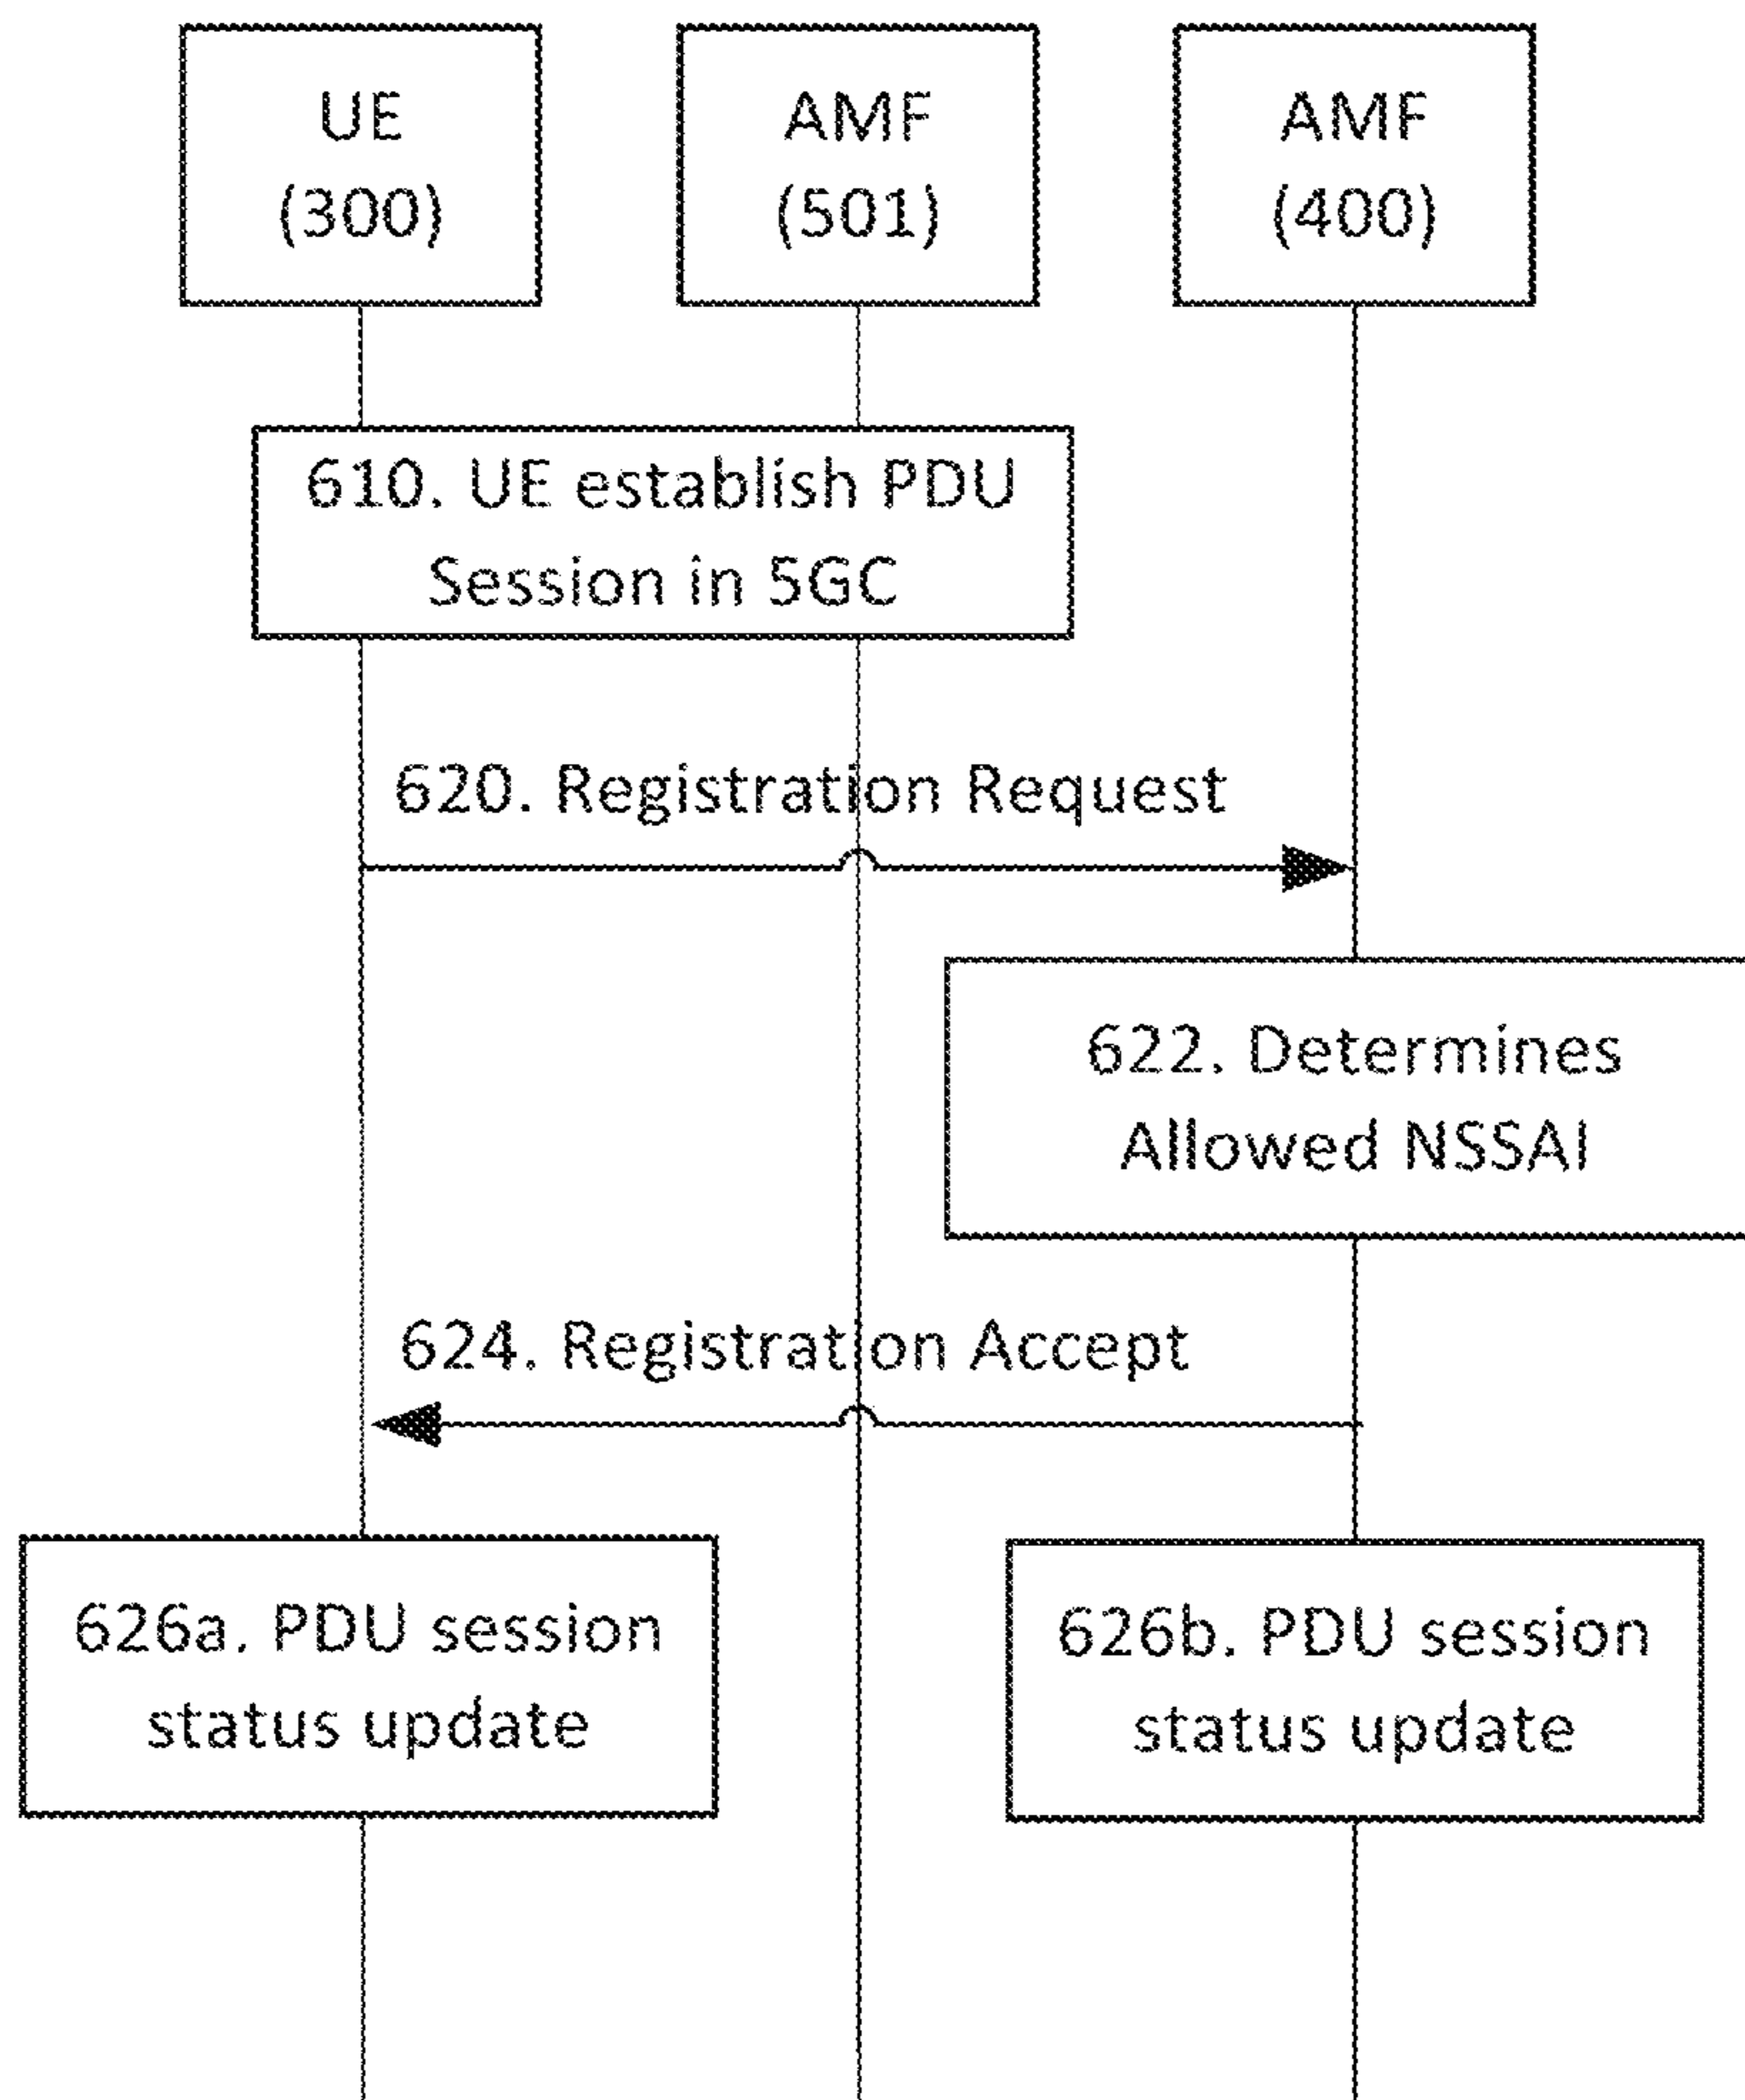 UE
(300)
AMF
(501)
AMF
(400)
610. UE establish PDU
Session in 5GC
620. Registration Request
622. Determines
Allowed NSSAI
624. Registration Accept
626a. PDU session
status update
626b. PDU session
status update